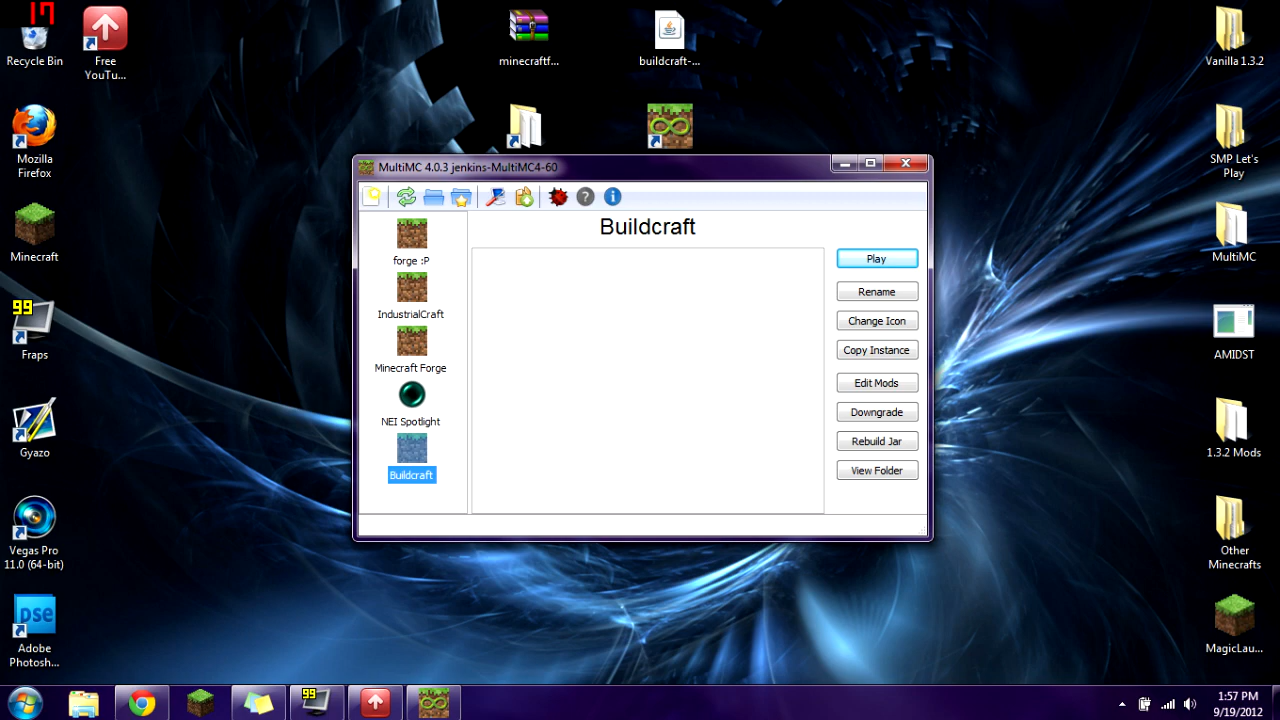 17
Recycle Bin
Free
YouTu...
Mozilla
Firefox
Minecraft
99
Fraps
Gyazo
Vegas Pro
11.0 (64-bit)
pse
Adobe
Photosh...
minecraftf...
buildcraft-...
Vanilla 1.3.2
SMP Let's
Play
MultiMC
AMIDST
1.3.2 Mods
Other
Minecrafts
MagicLau...
MultiMC 4.0.3 jenkins-MultiMC4-60
forge :P
IndustrialCraft
Minecraft Forge
NEI Spotlight
Buildcraft
Buildcraft
Play
Rename
Change Icon
Copy Instance
Edit Mods
Downgrade
Rebuild Jar
View Folder
99
1:57 PM
9/19/2012